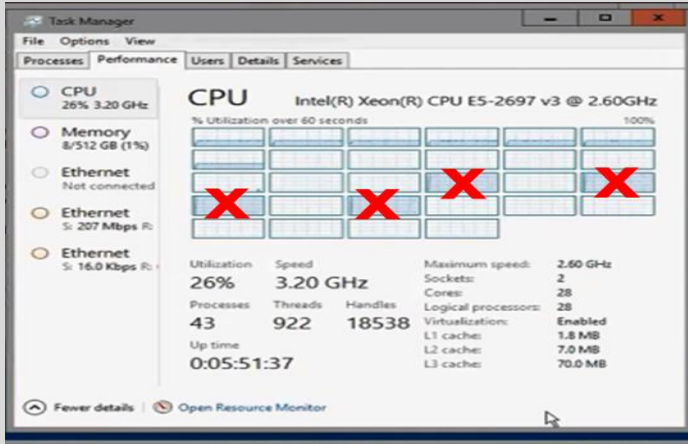 Task Manager
File Options View
Processes Performance Users Details Services
CPU
26% 3.20 GHz
Memory
8/512 GB (1%)
Ethernet
Not connected
Ethernet
S: 207 Mbps R:
Ethernet
S: 16.0 Kbps R:
CPU Intel(R) Xeon(R) CPU E5-2697 v3 @ 2.60GHz
% Utilization over 60 seconds 100%
X X X X
Utilization Speed
26% 3.20 GHz
Processes Threads Handles
43 922 18538
Up time
0:05:51:37
Maximum speed: 2.60 GHz
Sockets: 2
Cores: 28
Logical processors: 28
Virtualization: Enabled
L1 cache: 1.8 MB
L2 cache: 7.0 MB
L3 cache: 70.0 MB
Fewer details Open Resource Monitor